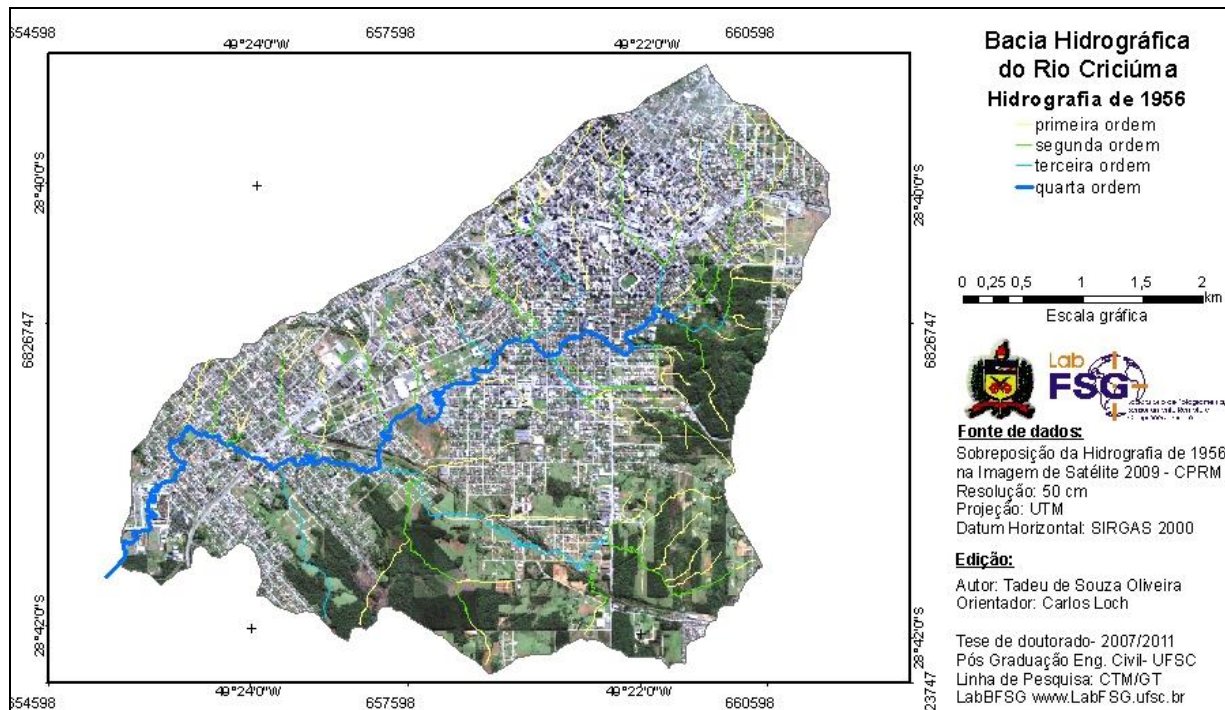 654598
657598
660598
49°24'0"W
49°22'0"W
28°40'0"S
28°40'0"S
6826747
6826747
28°42'0"S
28°42'0"S
23747
49°24'0"W
49°22'0"W
654598
657598
660598
Bacia Hidrográfica
do Rio Criciúma
Hidrografia de 1956
primeira ordem
segunda ordem
terceira ordem
quarta ordem
0 0,25 0,5 1 1,5 2
km
Escala gráfica
Lab
FSG
Fonte de dados:
Sobreposição da Hidrografia de 1956
na Imagem de Satélite 2009 - CPRM
Resolução: 50 cm
Projeção: UTM
Datum Horizontal: SIRGAS 2000
Edição:
Autor: Tadeu de Souza Oliveira
Orientador: Carlos Loch
Tese de doutorado- 2007/2011
Pós Graduação Eng. Civil- UFSC
Linha de Pesquisa: CTM/GT
LabBFSG www.LabFSG.ufsc.br